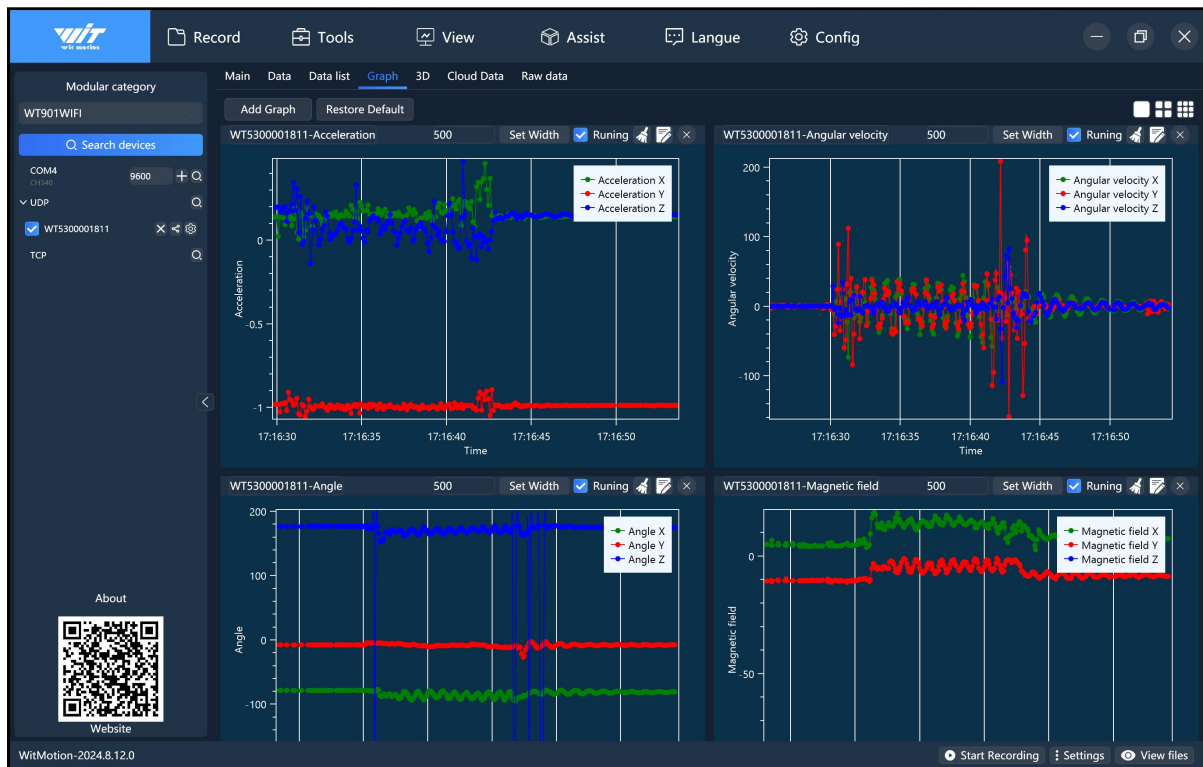 WiT
wit motion
Record
Tools
View
Assist
Langue
Config
Modular category
WT901WIFI
Search devices
COM4
CH340
9600
UDP
WT5300001811
TCP
About
Website
Main Data Data list Graph 3D Cloud Data Raw data
Add Graph Restore Default
WT5300001811-Acceleration 500 Set Width Runing
Acceleration X
Acceleration Y
Acceleration Z
Acceleration
0
-0.5
-1
17:16:30 17:16:35 17:16:40 17:16:45 17:16:50
Time
WT5300001811-Angular velocity 500 Set Width Runing
Angular velocity X
Angular velocity Y
Angular velocity Z
Angular velocity
200
100
0
-100
17:16:30 17:16:35 17:16:40 17:16:45 17:16:50
Time
WT5300001811-Angle 500 Set Width Runing
Angle X
Angle Y
Angle Z
Angle
200
100
0
-100
WT5300001811-Magnetic field 500 Set Width Runing
Magnetic field X
Magnetic field Y
Magnetic field Z
Magnetic field
0
-50
WitMotion-2024.8.12.0
Start Recording Settings View files